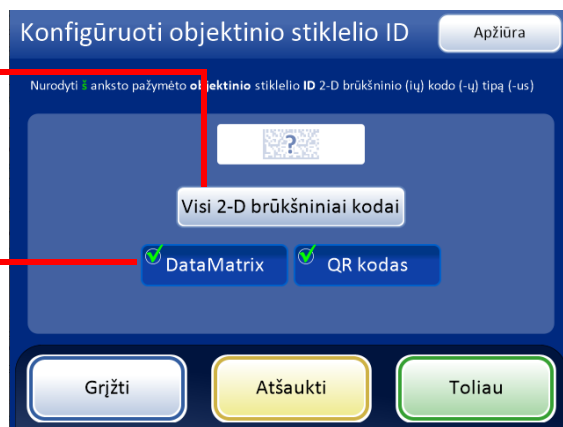 Konfigūruoti objektinio stiklelio ID
Apžiūra
Nurodyti š anksto pažymėto objektinio stiklelio ID 2-D brūkšninio (ių) kodo (-ų) tipą (-us)
?
Visi 2-D brūkšniniai kodai
DataMatrix
QR kodas
Grįžti
Atšaukti
Toliau